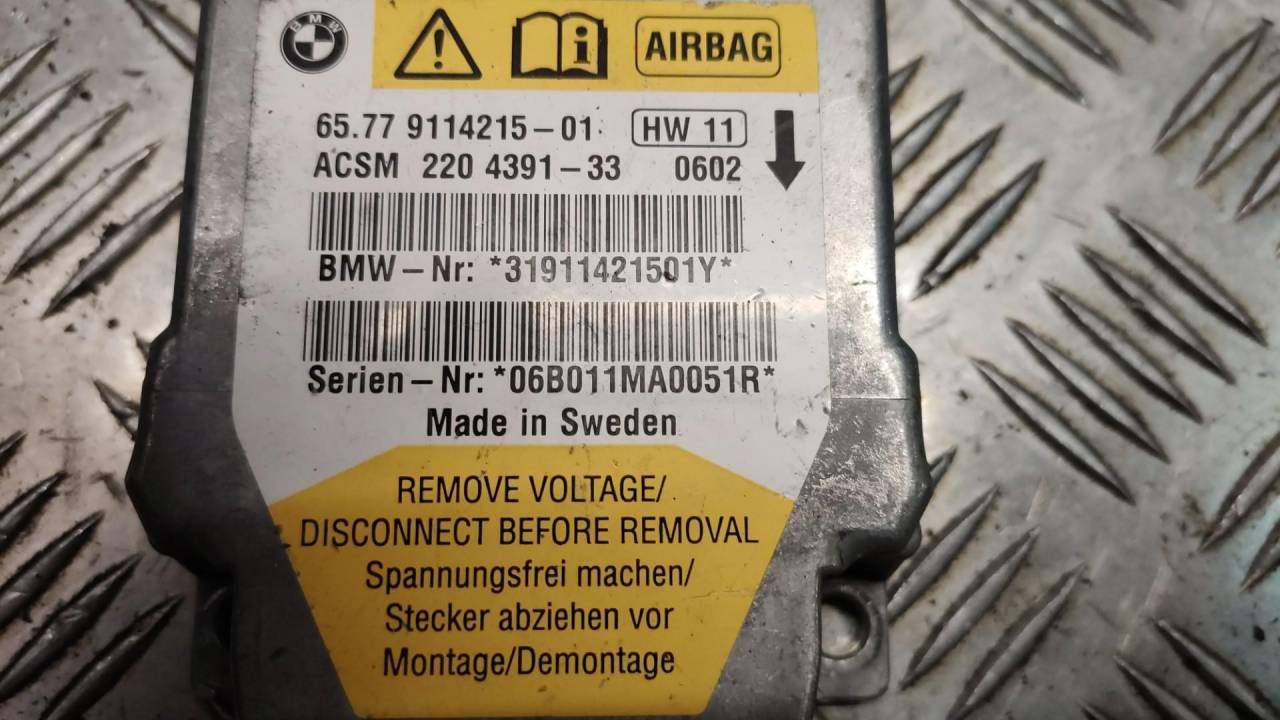 BMW
AIRBAG
65.77 9114215-01 HW 11
ACSM 220 4391-33 0602
BMW-Nr: *31911421501Y*
Serien-Nr: *06B011MA0051R*
Made in Sweden
REMOVE VOLTAGE/
DISCONNECT BEFORE REMOVAL
Spannungsfrei machen/
Stecker abziehen vor
Montage/Demontage